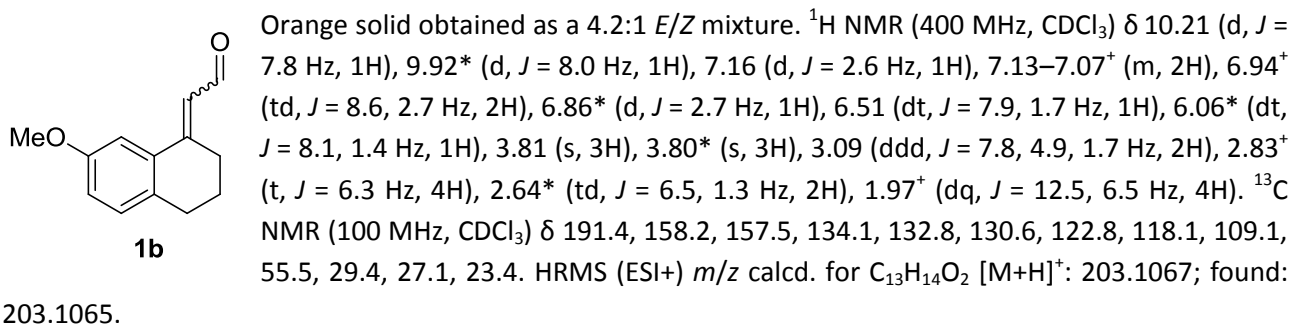 O
MeO
1b
Orange solid obtained as a 4.2:1 E/Z mixture. ¹H NMR (400 MHz, CDCl₃) δ 10.21 (d, J =
7.8 Hz, 1H), 9.92* (d, J = 8.0 Hz, 1H), 7.16 (d, J = 2.6 Hz, 1H), 7.13–7.07⁺ (m, 2H), 6.94⁺
(td, J = 8.6, 2.7 Hz, 2H), 6.86* (d, J = 2.7 Hz, 1H), 6.51 (dt, J = 7.9, 1.7 Hz, 1H), 6.06* (dt,
J = 8.1, 1.4 Hz, 1H), 3.81 (s, 3H), 3.80* (s, 3H), 3.09 (ddd, J = 7.8, 4.9, 1.7 Hz, 2H), 2.83⁺
(t, J = 6.3 Hz, 4H), 2.64* (td, J = 6.5, 1.3 Hz, 2H), 1.97⁺ (dq, J = 12.5, 6.5 Hz, 4H). ¹³C
NMR (100 MHz, CDCl₃) δ 191.4, 158.2, 157.5, 134.1, 132.8, 130.6, 122.8, 118.1, 109.1,
55.5, 29.4, 27.1, 23.4. HRMS (ESI+) m/z calcd. for C₁₃H₁₄O₂ [M+H]⁺: 203.1067; found:
203.1065.